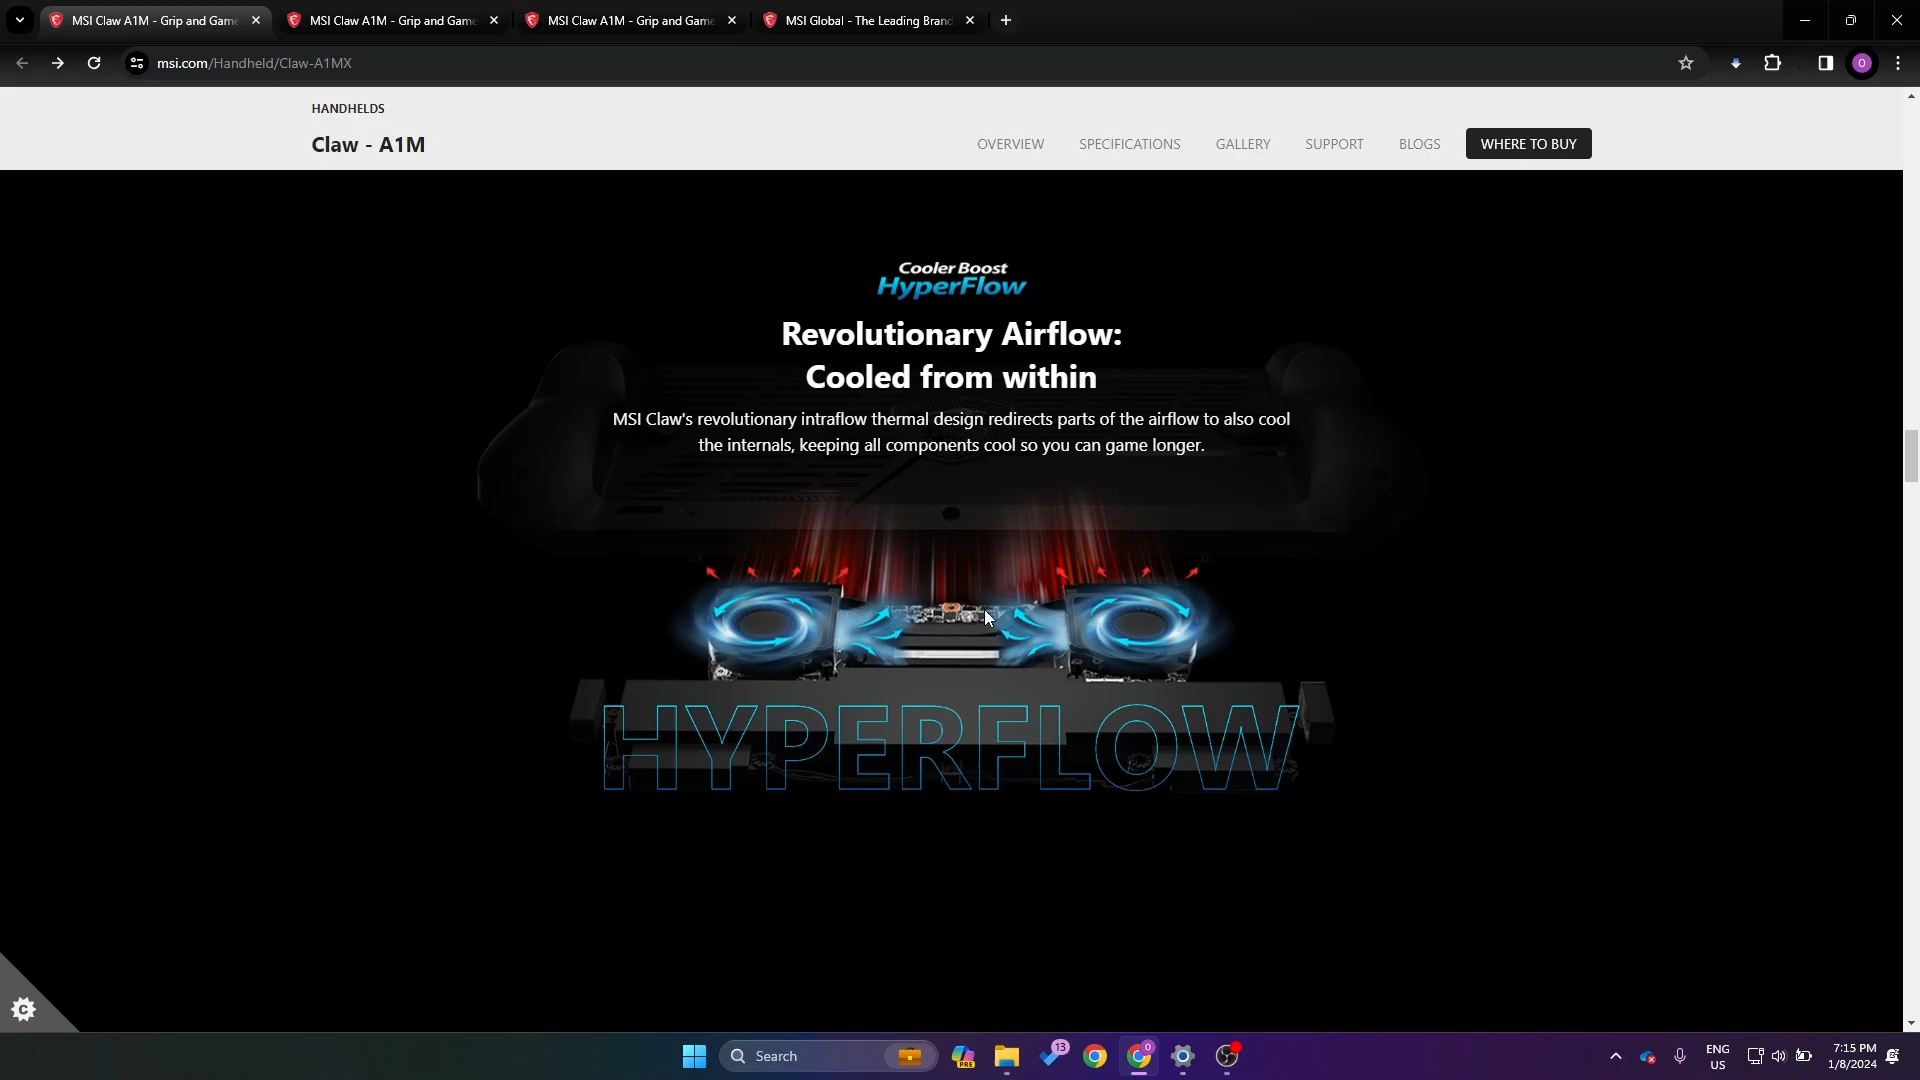 MSI Claw A1M - Grip and Game
MSI Claw A1M - Grip and Game
MSI Claw A1M - Grip and Game
MSI Global - The Leading Brand
msi.com/Handheld/Claw-A1MX
O
HANDHELDS
Claw - A1M
OVERVIEW
SPECIFICATIONS
GALLERY
SUPPORT
BLOGS
WHERE TO BUY
Cooler Boost
HyperFlow
Revolutionary Airflow:
Cooled from within
MSI Claw's revolutionary intraflow thermal design redirects parts of the airflow to also cool
the internals, keeping all components cool so you can game longer.
HYPERFLOW
C
Search
PRE
13
0
ENG
US
7:15 PM
1/8/2024